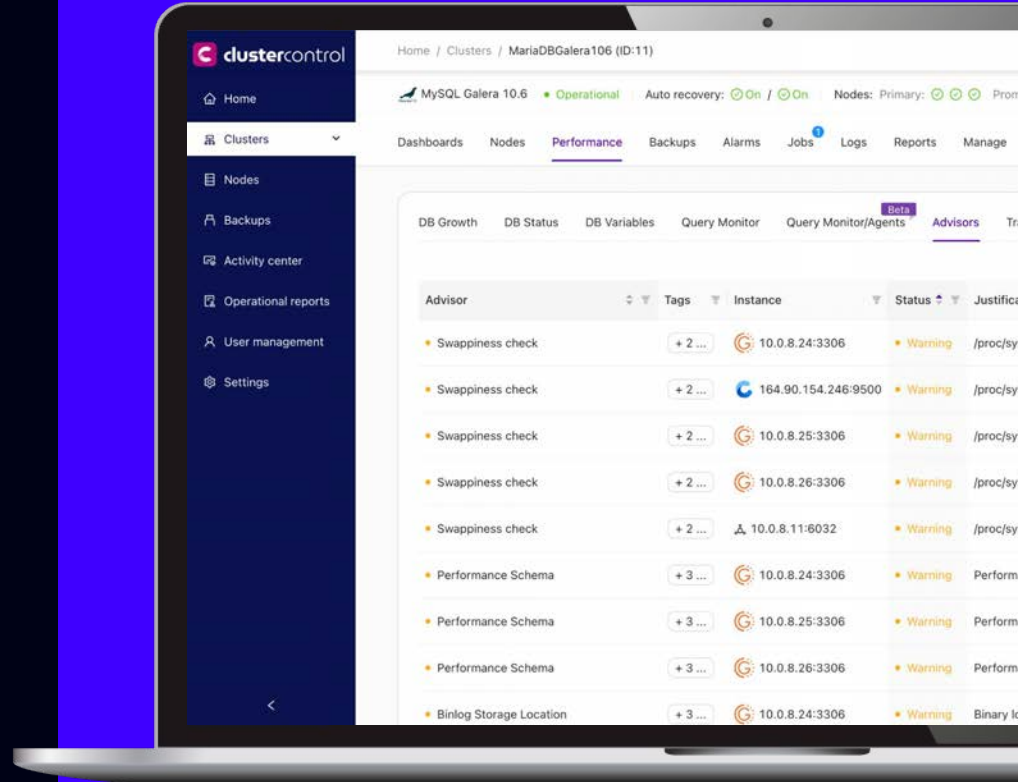 clustercontrol
Home / Clusters / MariaDBGalera106 (ID:11)
Home
MySQL Galera 10.6 • Operational Auto recovery: On / On Nodes: Primary:
Clusters
Dashboards Nodes Performance Backups Alarms Jobs 1 Logs Reports Manage
Nodes
Backups
Activity center
Operational reports
User management
Settings
Beta
DB Growth DB Status DB Variables Query Monitor Query Monitor/Agents Advisors
Advisor Tags Instance Status
Swappiness check + 2 ... 10.0.8.24:3306 Warning /proc/sy
Swappiness check + 2 ... 164.90.154.246:9500 Warning /proc/sy
Swappiness check + 2 ... 10.0.8.25:3306 Warning /proc/sy
Swappiness check + 2 ... 10.0.8.26:3306 Warning /proc/sy
Swappiness check + 2 ... 10.0.8.11:6032 Warning /proc/sy
Performance Schema + 3 ... 10.0.8.24:3306 Warning Perform
Performance Schema + 3 ... 10.0.8.25:3306 Warning Perform
Performance Schema + 3 ... 10.0.8.26:3306 Warning Perform
Binlog Storage Location + 3 ... 10.0.8.24:3306 Warning Binary